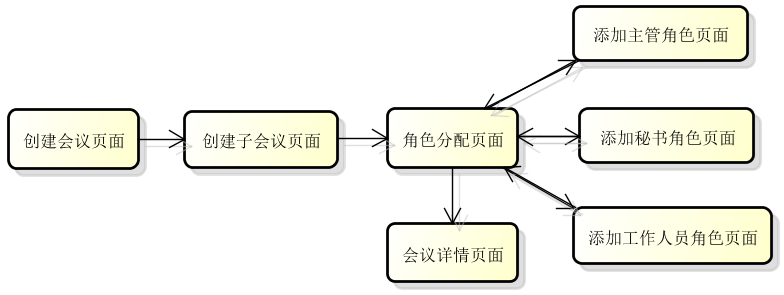 添加主管角色页面
创建会议页面
创建子会议页面
角色分配页面
添加秘书角色页面
添加工作人员角色页面
会议详情页面